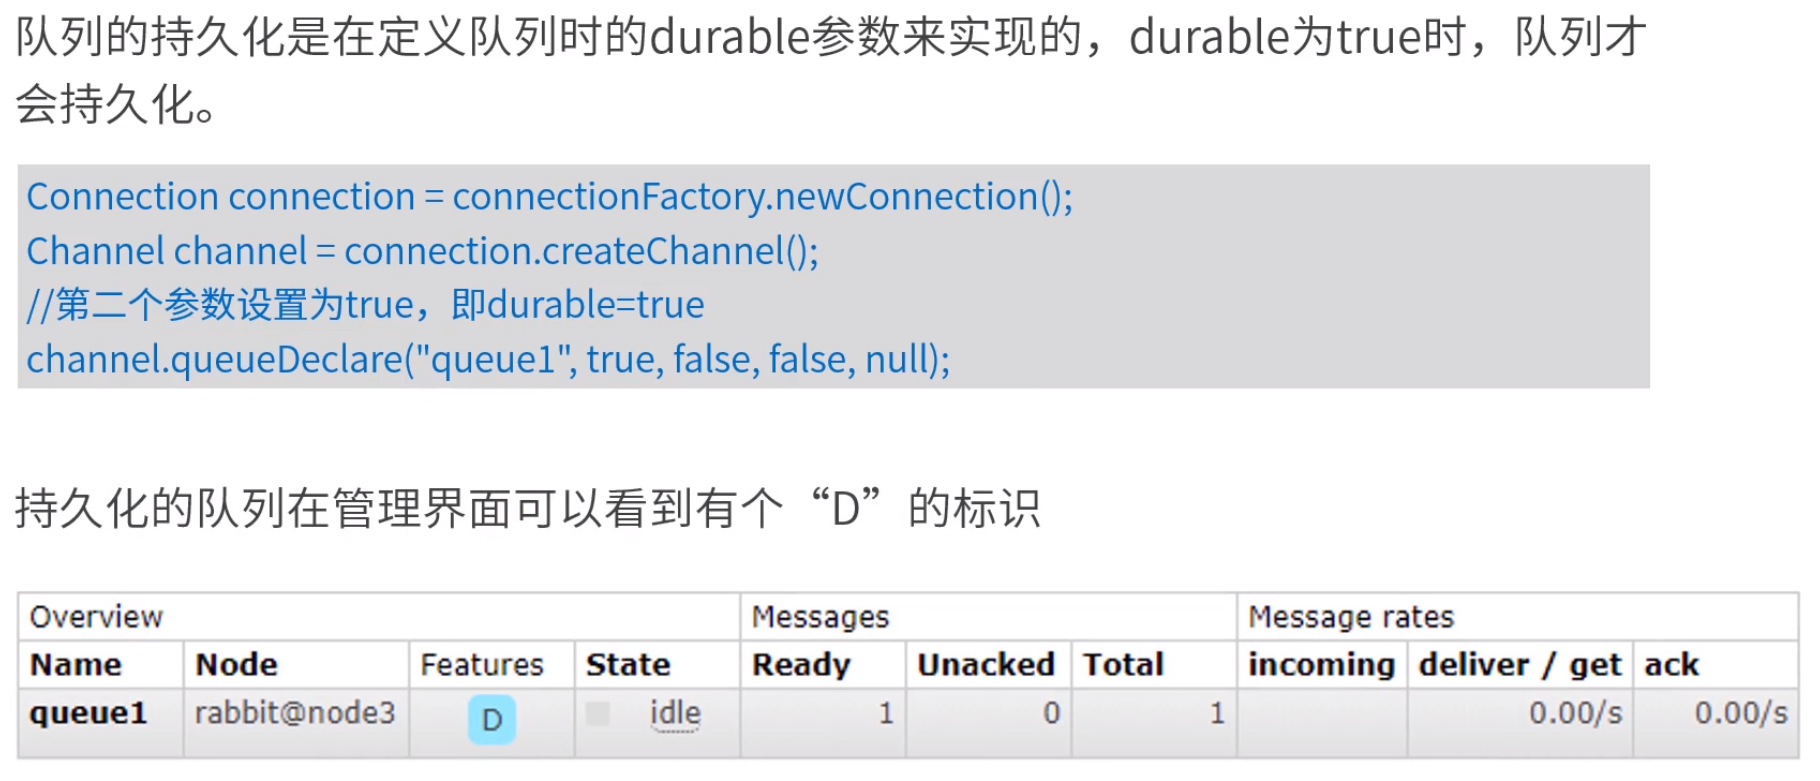 队列的持久化是在定义队列时的durable参数来实现的，durable为true时，队列才
会持久化。
Connection connection = connectionFactory.newConnection();
Channel channel = connection.createChannel();
//第二个参数设置为true，即durable=true
channel.queueDeclare("queue1", true, false, false, null);
持久化的队列在管理界面可以看到有个“D”的标识
Overview Messages Message rates
Name Node Features State Ready Unacked Total incoming deliver / get ack
queue1 rabbit@node3 D idle 1 0 1 0.00/s 0.00/s